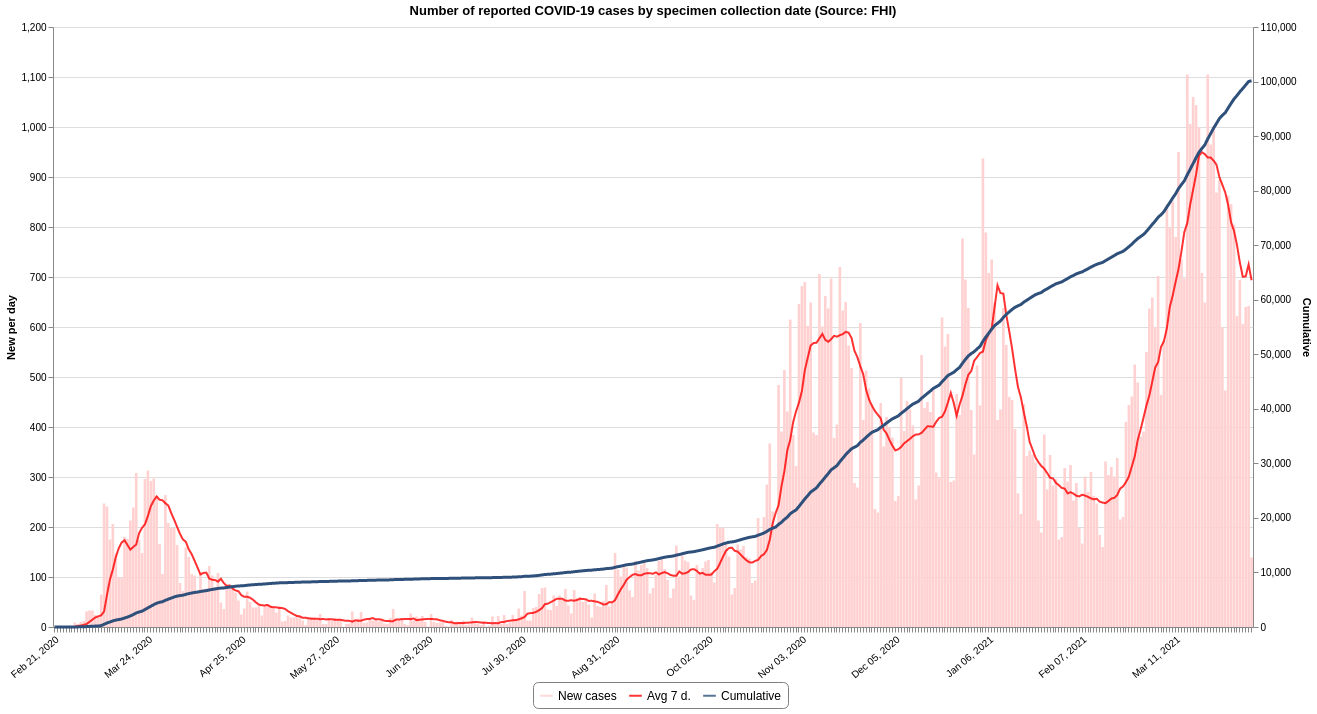 Number of reported COVID-19 cases by specimen collection date (Source: FHI)
1,200
1,100
1,000
900
800
700
600
500
400
300
200
100
0
New per day
110,000
100,000
90,000
80,000
70,000
60,000
50,000
40,000
30,000
20,000
10,000
0
Cumulative
Feb 21, 2020
Mar 24, 2020
Apr 25, 2020
May 27, 2020
Jun 28, 2020
Jul 30, 2020
Aug 31, 2020
Oct 02, 2020
Nov 03, 2020
Dec 05, 2020
Jan 06, 2021
Feb 07, 2021
Mar 11, 2021
New cases Avg 7 d. Cumulative